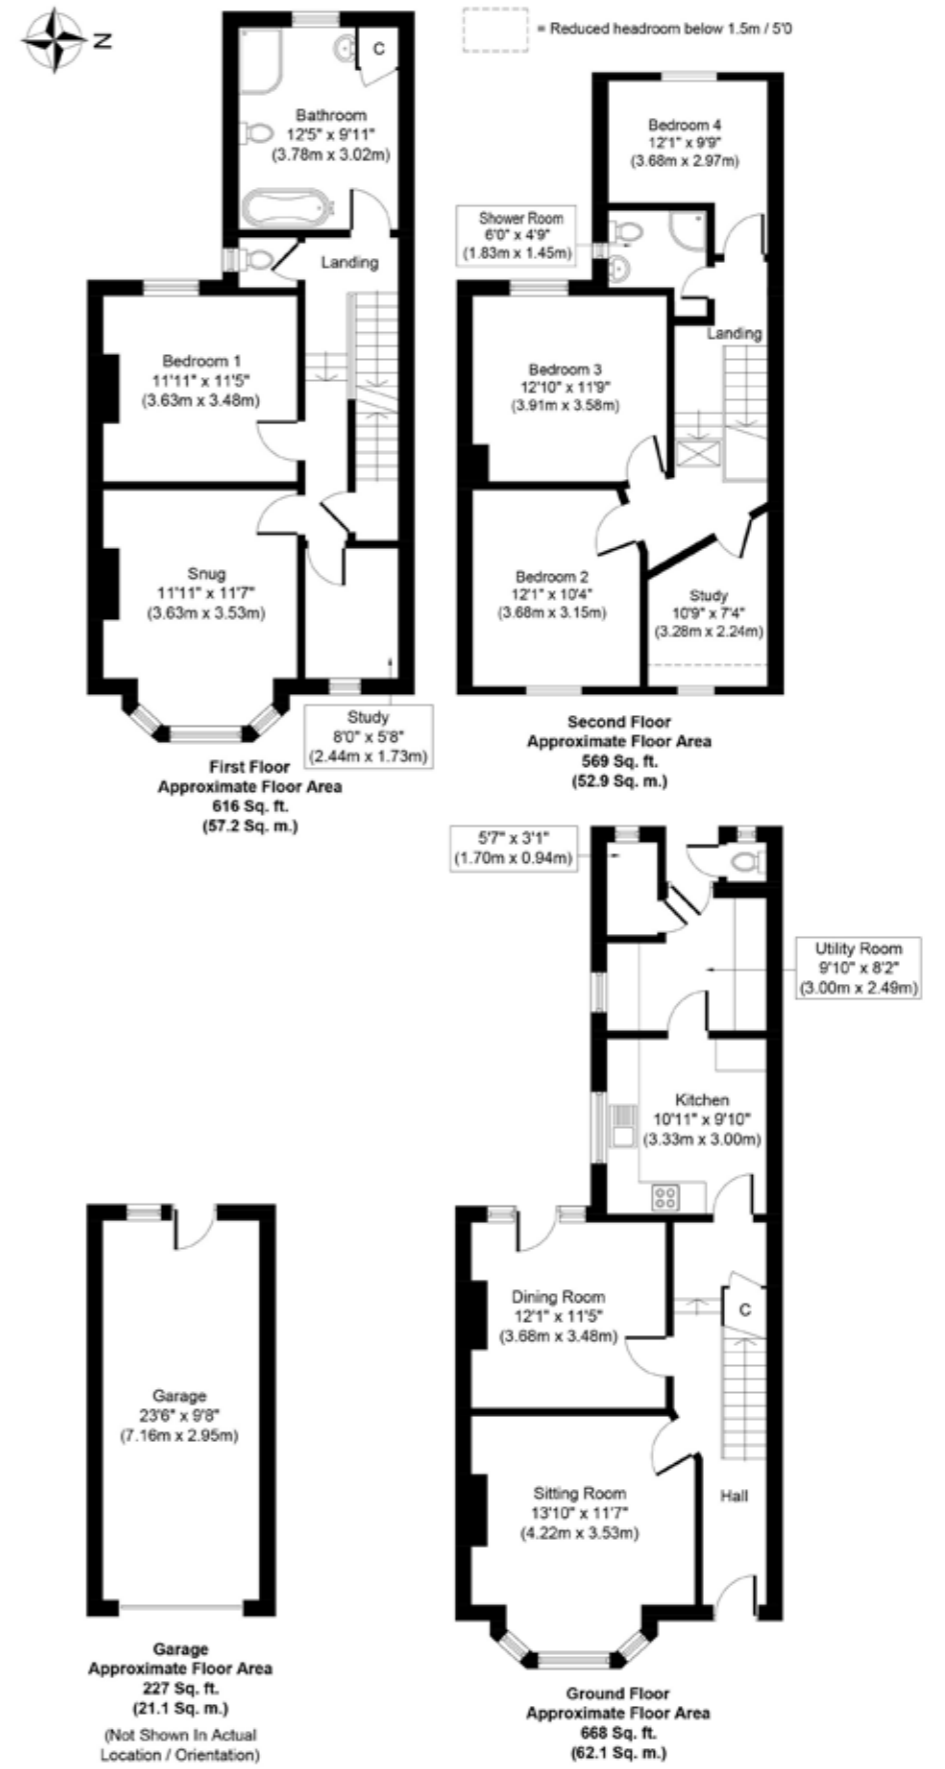 N
= Reduced headroom below 1.5m / 5'0
C
Bathroom
12'5" x 9'11"
(3.78m x 3.02m)
Landing
Bedroom 1
11'11" x 11'5"
(3.63m x 3.48m)
Snug
11'11" x 11'7"
(3.63m x 3.53m)
Study
8'0" x 5'8"
(2.44m x 1.73m)
First Floor
Approximate Floor Area
616 Sq. ft.
(57.2 Sq. m.)
Bedroom 4
12'1" x 9'9"
(3.68m x 2.97m)
Shower Room
6'0" x 4'9"
(1.83m x 1.45m)
Landing
Bedroom 3
12'10" x 11'9"
(3.91m x 3.58m)
Bedroom 2
12'1" x 10'4"
(3.68m x 3.15m)
Study
10'9" x 7'4"
(3.28m x 2.24m)
Second Floor
Approximate Floor Area
569 Sq. ft.
(52.9 Sq. m.)
5'7" x 3'1"
(1.70m x 0.94m)
Utility Room
9'10" x 8'2"
(3.00m x 2.49m)
Kitchen
10'11" x 9'10"
(3.33m x 3.00m)
Dining Room
12'1" x 11'5"
(3.68m x 3.48m)
C
Sitting Room
13'10" x 11'7"
(4.22m x 3.53m)
Hall
Ground Floor
Approximate Floor Area
668 Sq. ft.
(62.1 Sq. m.)
Garage
23'6" x 9'8"
(7.16m x 2.95m)
Garage
Approximate Floor Area
227 Sq. ft.
(21.1 Sq. m.)
(Not Shown In Actual
Location / Orientation)